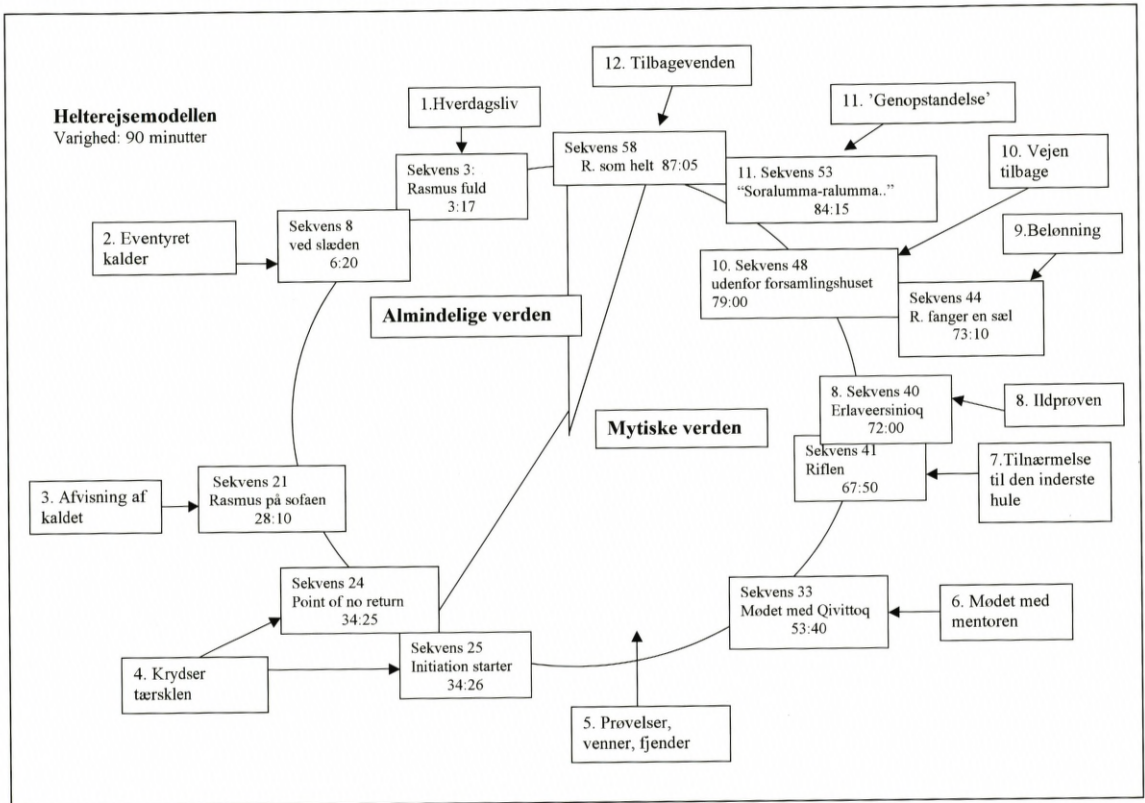 Helterejsemodellen
Varighed: 90 minutter
12. Tilbagevenden
1.Hverdagsliv
11. 'Genopstandelse'
Sekvens 58
R. som helt 87:05
Sekvens 3:
Rasmus fuld
3:17
11. Sekvens 53
“Soralumma-ralumma..”
84:15
10. Vejen
tilbage
2. Eventyret
kalder
Sekvens 8
ved slæden
6:20
9.Belønning
10. Sekvens 48
udenfor forsamlingshuset
79:00
Sekvens 44
R. fanger en sæl
73:10
Almindelige verden
Mytiske verden
8. Sekvens 40
Erlaveersinioq
72:00
8. Ildprøven
Sekvens 41
Riflen
67:50
7.Tilnærmelse
til den inderste
hule
3. Afvisning af
kaldet
Sekvens 21
Rasmus på sofaen
28:10
Sekvens 24
Point of no return
34:25
Sekvens 33
Mødet med Qivittoq
53:40
6. Mødet med
mentoren
4. Krydser
tærsklen
Sekvens 25
Initiation starter
34:26
5. Prøvelser,
venner, fjender